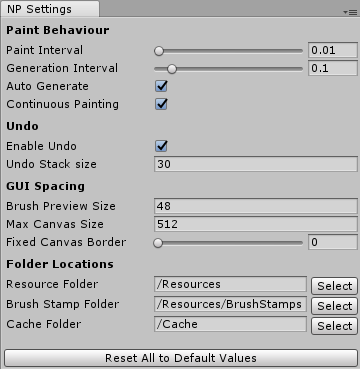 NP Settings
Paint Behaviour
Paint Interval 0.01
Generation Interval 0.1
Auto Generate
Continuous Painting
Undo
Enable Undo
Undo Stack size 30
GUI Spacing
Brush Preview Size 48
Max Canvas Size 512
Fixed Canvas Border 0
Folder Locations
Resource Folder /Resources Select
Brush Stamp Folder /Resources/BrushStamps Select
Cache Folder /Cache Select
Reset All to Default Values